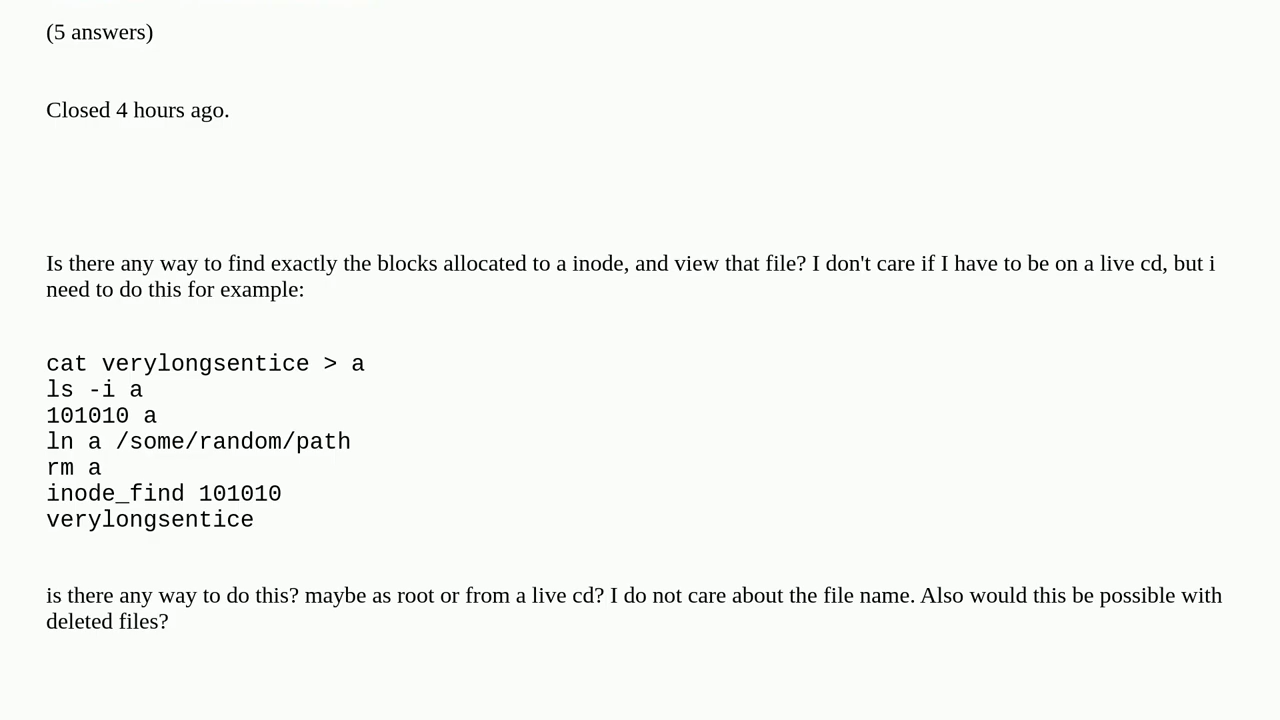 (5 answers)
Closed 4 hours ago.
Is there any way to find exactly the blocks allocated to a inode, and view that file? I don't care if I have to be on a live cd, but i
need to do this for example:
cat verylongsentice > a
ls -i a
101010 a
ln a /some/random/path
rm a
inode_find 101010
verylongsentice
is there any way to do this? maybe as root or from a live cd? I do not care about the file name. Also would this be possible with
deleted files?